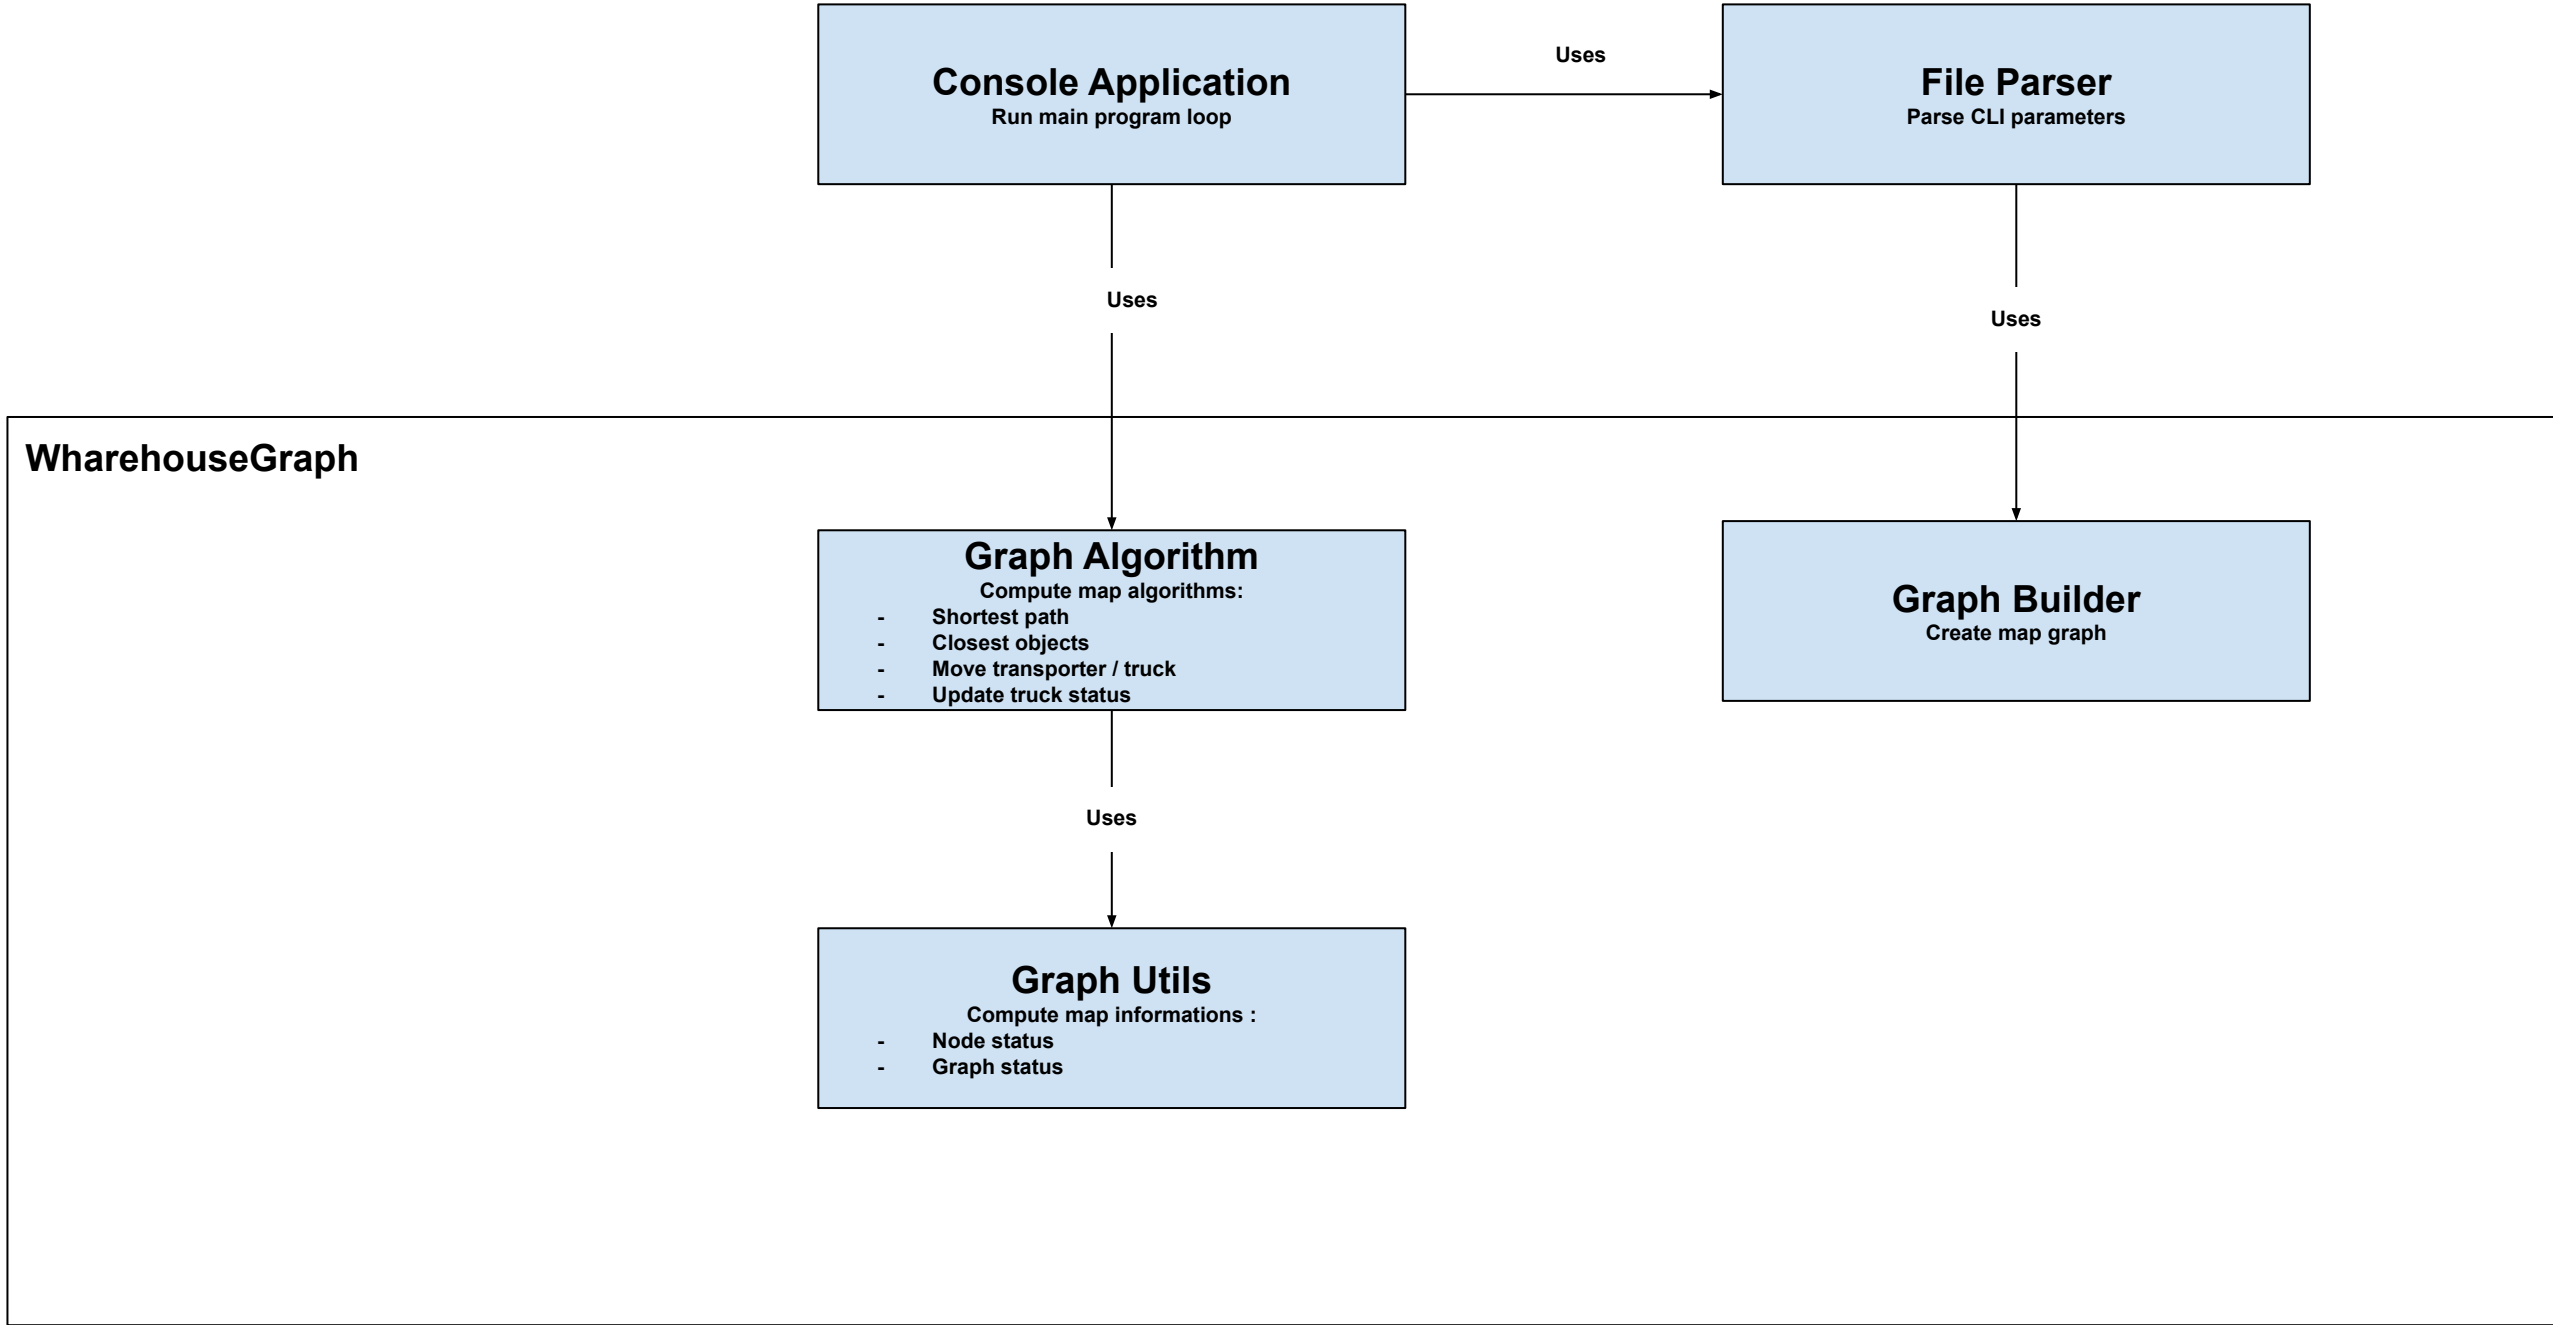 Console Application
Run main program loop
Uses
File Parser
Parse CLI parameters
Uses
Uses
WharehouseGraph
Graph Algorithm
Compute map algorithms:
- Shortest path
- Closest objects
- Move transporter / truck
- Update truck status
Graph Builder
Create map graph
Uses
Graph Utils
Compute map informations :
- Node status
- Graph status